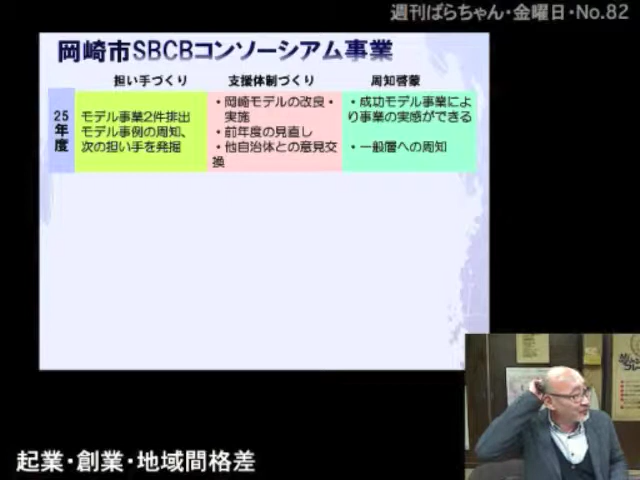 週刊ばらちゃん・金曜日・No.82
岡崎市SBCBコンソーシアム事業
担い手づくり 支援体制づくり 周知啓蒙
25年度
モデル事業2件排出
モデル事例の周知、
次の担い手を発掘
・岡崎モデルの改良・
実施
・前年度の見直し
・他自治体との意見交
換
・成功モデル事業によ
り事業の実感ができる
・一般層への周知
起業・創業・地域間格差